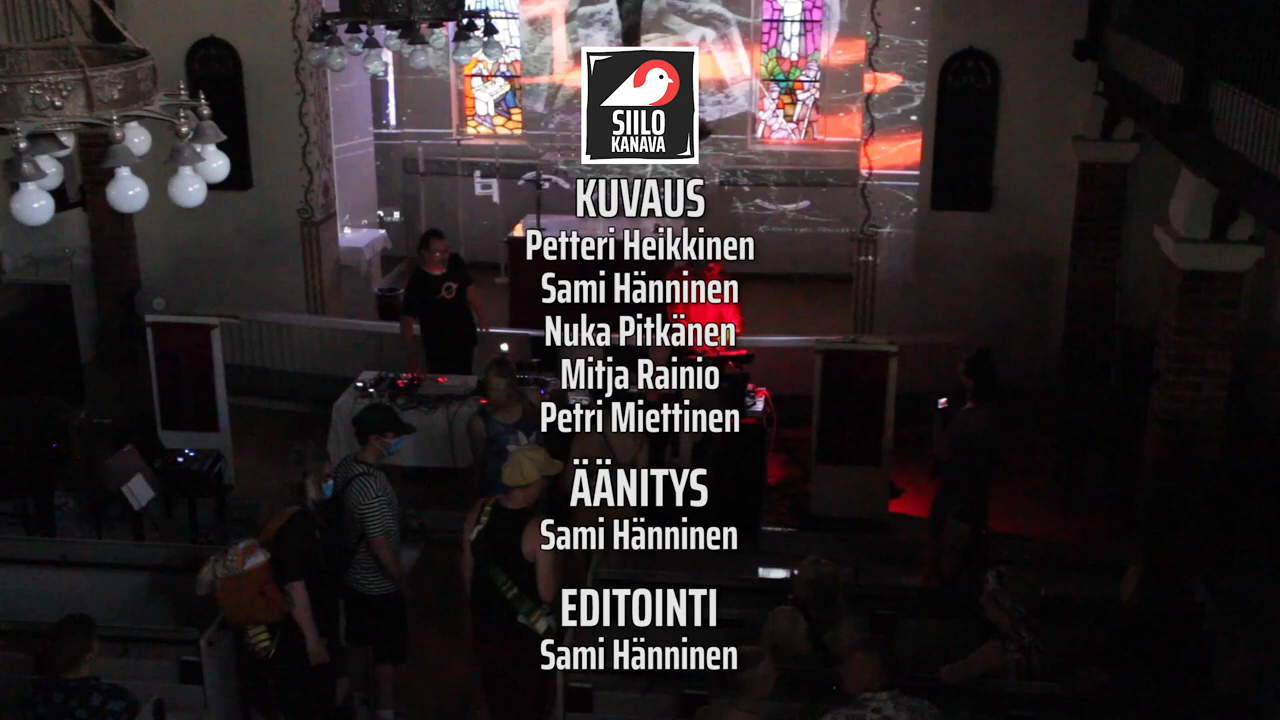 SIILO
KANAVA
KUVAUS
Petteri Heikkinen
Sami Hänninen
Nuka Pitkänen
Mitja Rainio
Petri Miettinen
ÄÄNITYS
Sami Hänninen
EDITOINTI
Sami Hänninen